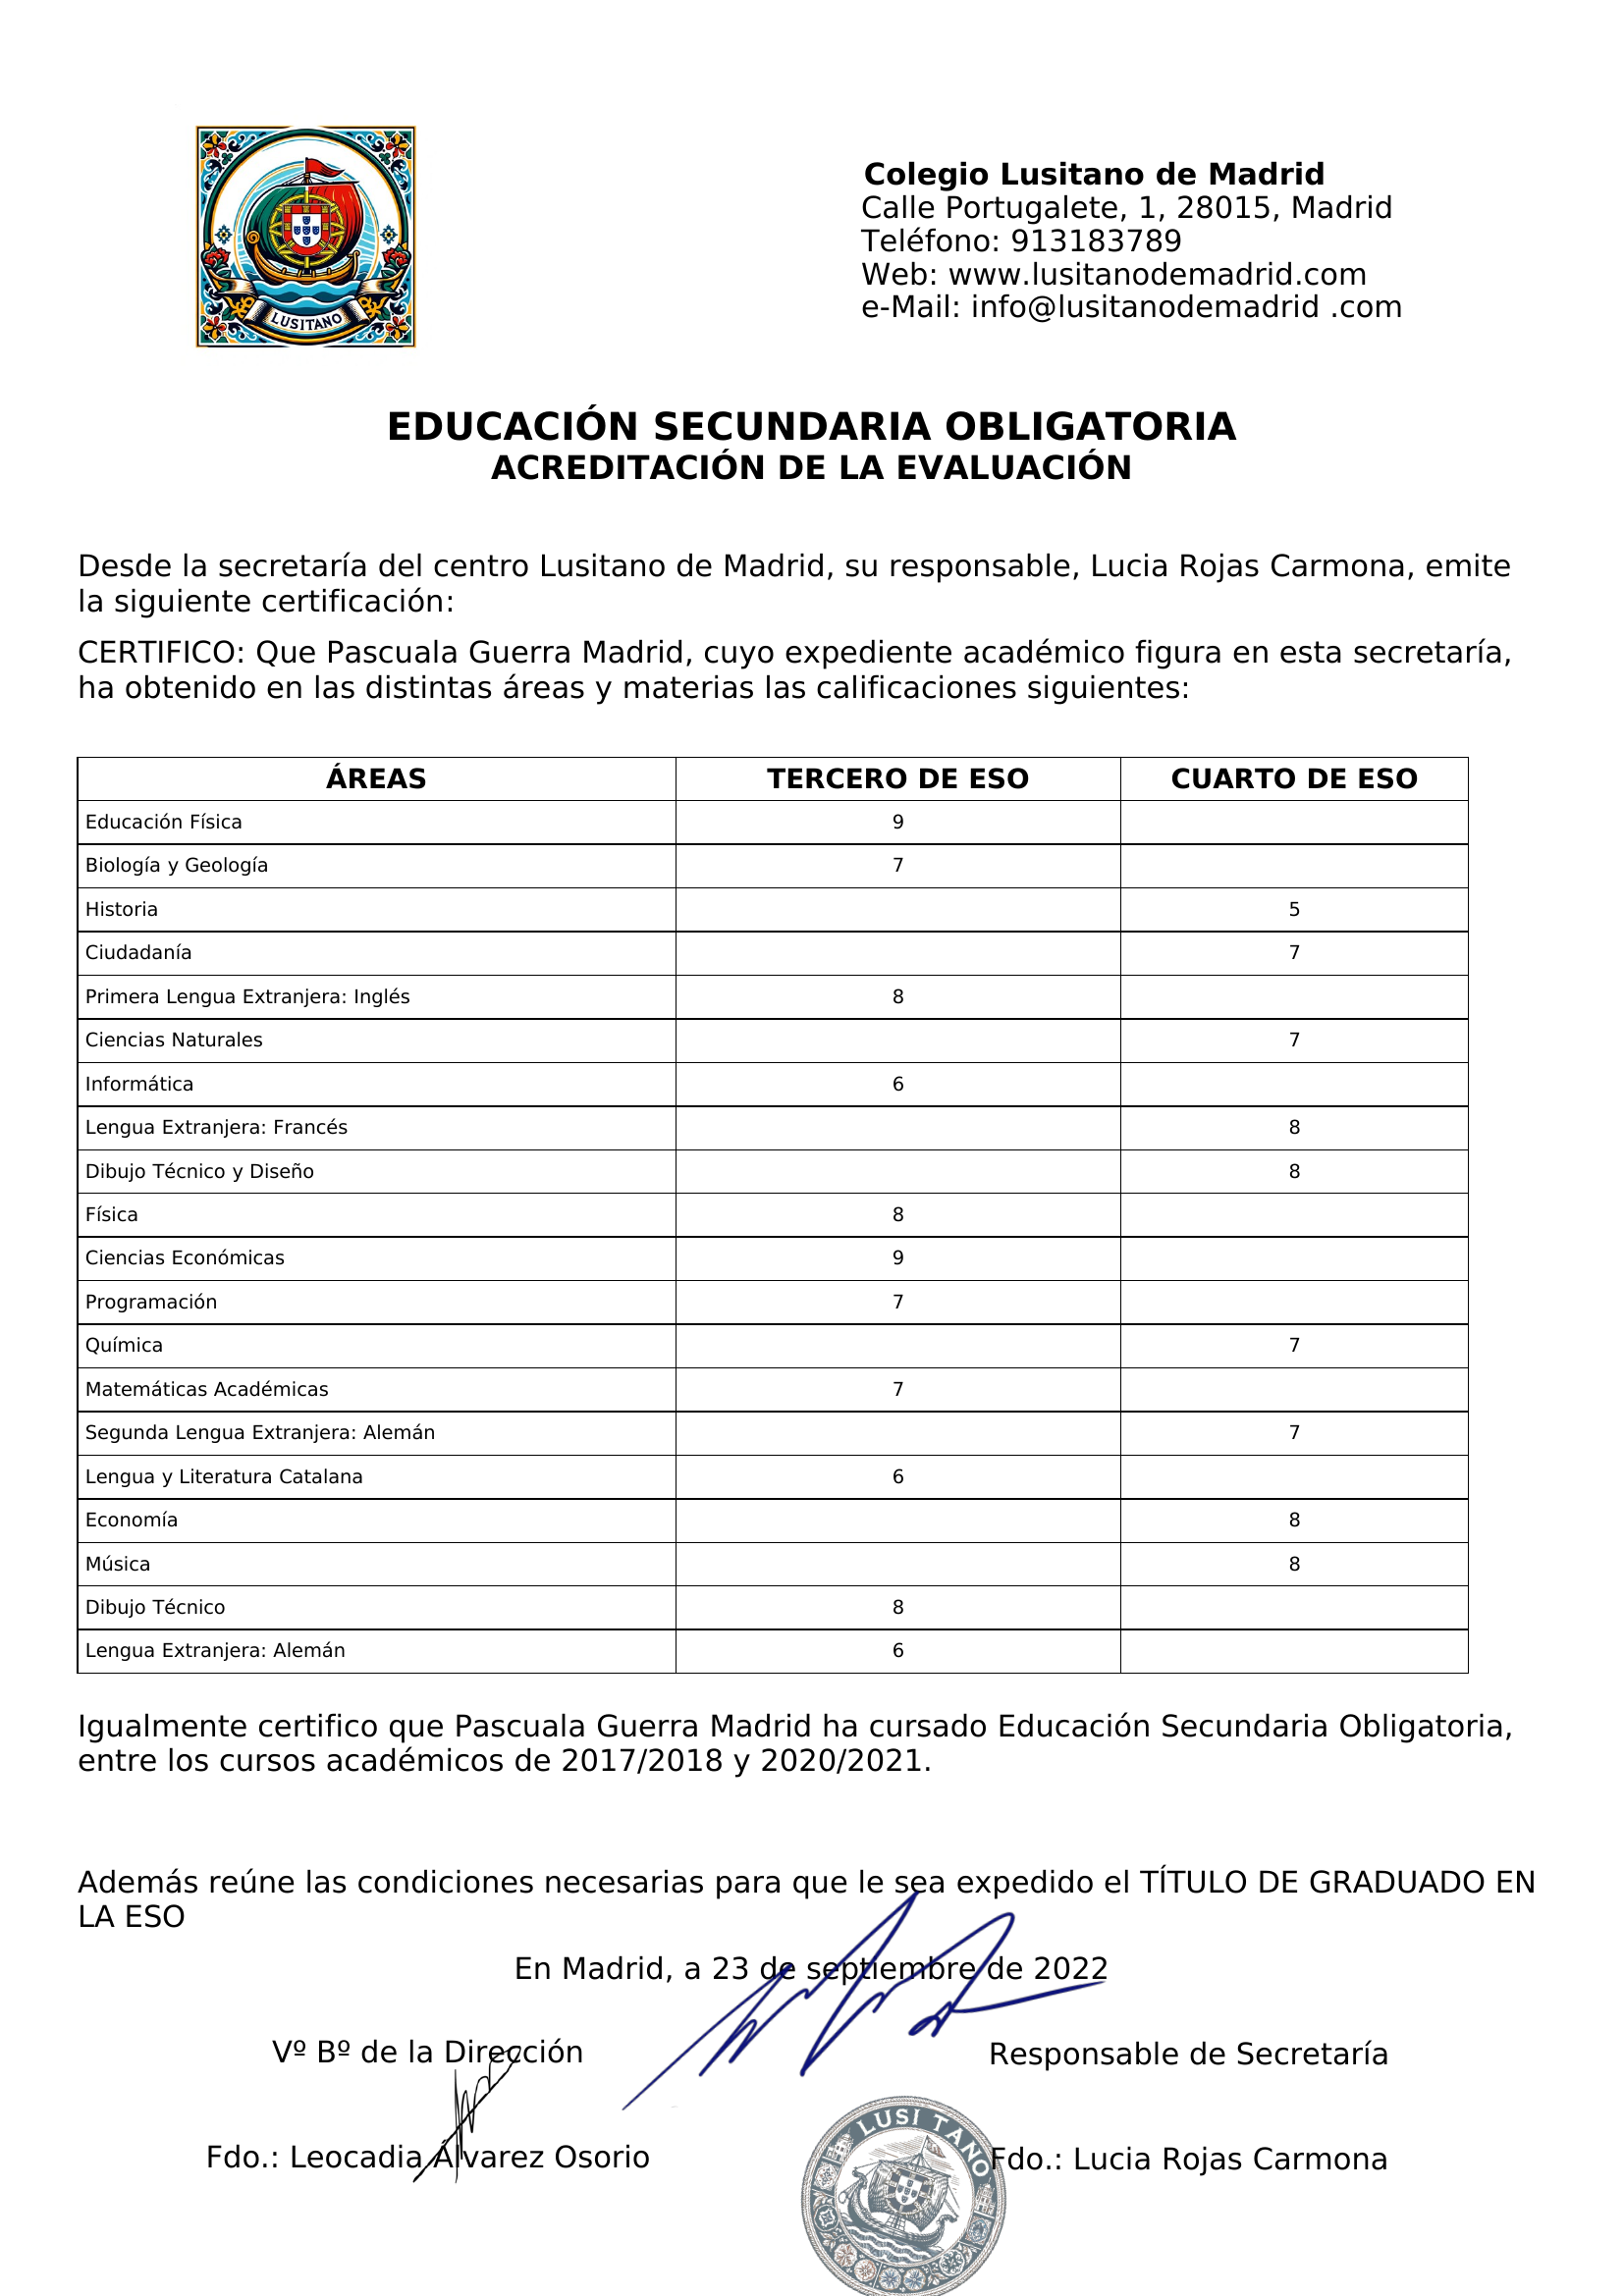 LUSITANO
Colegio Lusitano de Madrid
Calle Portugalete, 1, 28015, Madrid
Teléfono: 913183789
Web: www.lusitanodemadrid.com
e-Mail: info@lusitanodemadrid .com
EDUCACIÓN SECUNDARIA OBLIGATORIA
ACREDITACIÓN DE LA EVALUACIÓN
Desde la secretaría del centro Lusitano de Madrid, su responsable, Lucia Rojas Carmona, emite
la siguiente certificación:
CERTIFICO: Que Pascuala Guerra Madrid, cuyo expediente académico figura en esta secretaría,
ha obtenido en las distintas áreas y materias las calificaciones siguientes:
ÁREAS TERCERO DE ESO CUARTO DE ESO
Educación Física 9
Biología y Geología 7
Historia 5
Ciudadanía 7
Primera Lengua Extranjera: Inglés 8
Ciencias Naturales 7
Informática 6
Lengua Extranjera: Francés 8
Dibujo Técnico y Diseño 8
Física 8
Ciencias Económicas 9
Programación 7
Química 7
Matemáticas Académicas 7
Segunda Lengua Extranjera: Alemán 7
Lengua y Literatura Catalana 6
Economía 8
Música 8
Dibujo Técnico 8
Lengua Extranjera: Alemán 6
Igualmente certifico que Pascuala Guerra Madrid ha cursado Educación Secundaria Obligatoria,
entre los cursos académicos de 2017/2018 y 2020/2021.
Además reúne las condiciones necesarias para que le sea expedido el TÍTULO DE GRADUADO EN
LA ESO
En Madrid, a 23 de septiembre de 2022
Vº Bº de la Dirección Responsable de Secretaría
LUSI TANO
Fdo.: Leocadia Álvarez Osorio Fdo.: Lucia Rojas Carmona